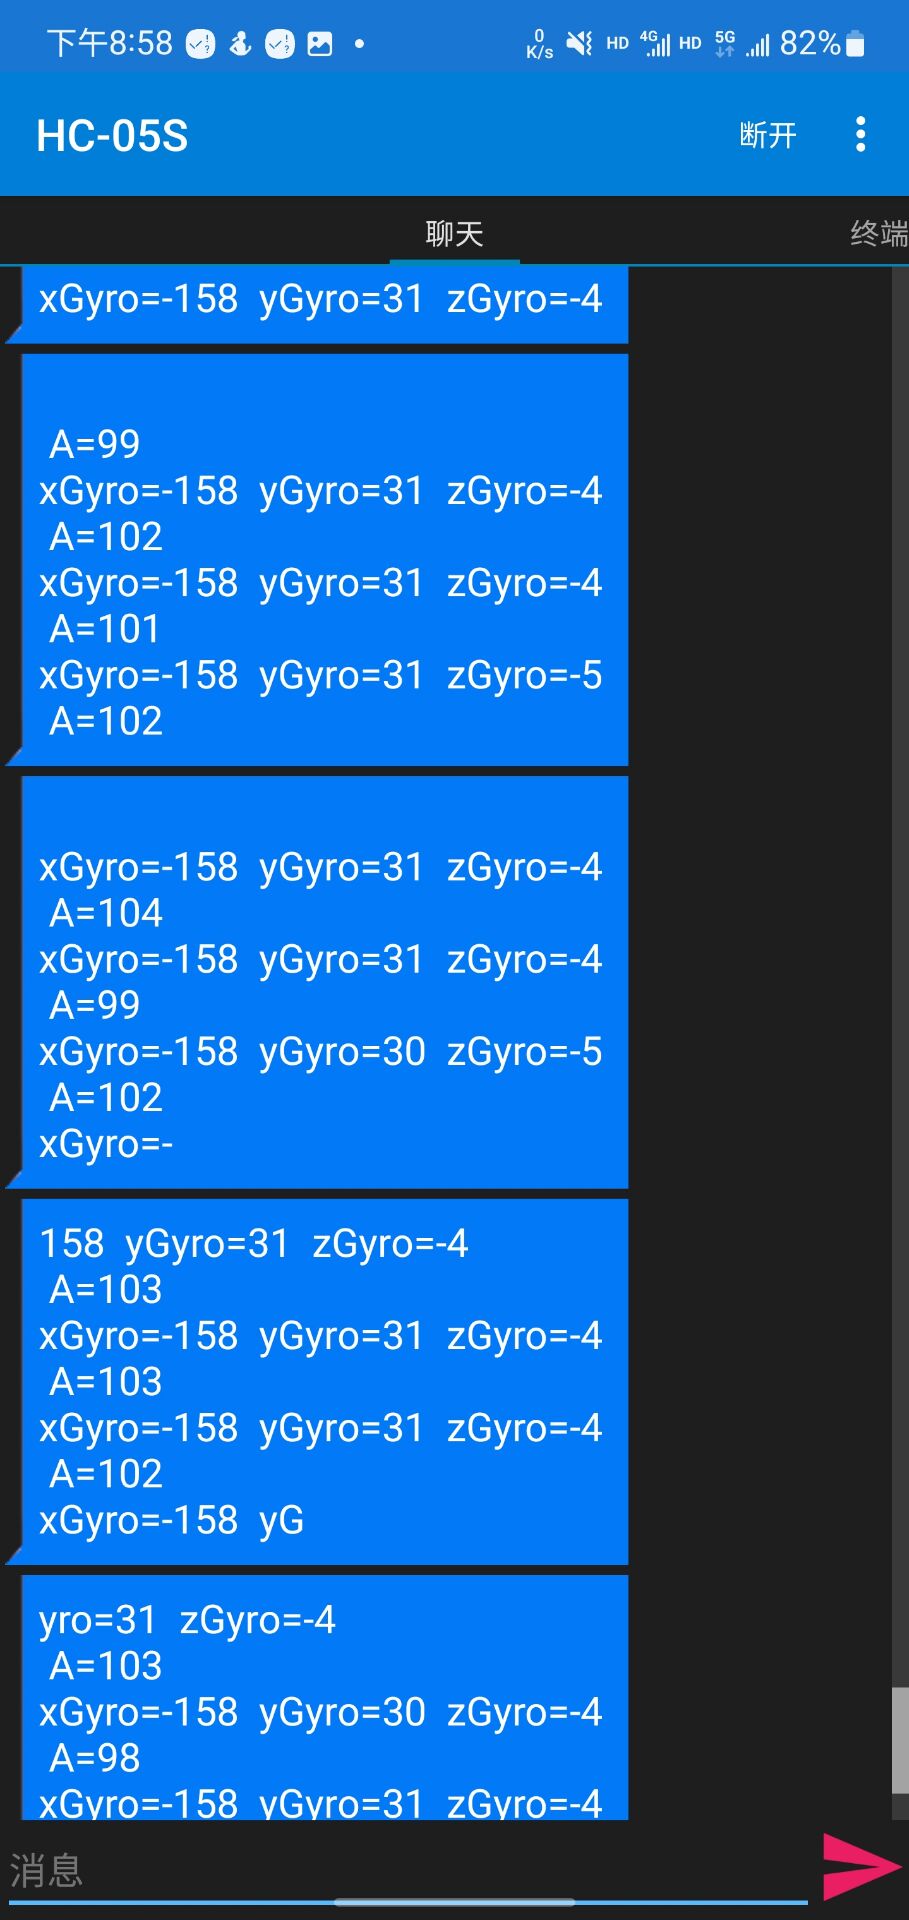 下午8:58
0 K/s HD 4G HD 5G 82%
HC-05S
断开
聊天
终端
xGyro=-158 yGyro=31 zGyro=-4
A=99
xGyro=-158 yGyro=31 zGyro=-4
A=102
xGyro=-158 yGyro=31 zGyro=-4
A=101
xGyro=-158 yGyro=31 zGyro=-5
A=102
xGyro=-158 yGyro=31 zGyro=-4
A=104
xGyro=-158 yGyro=31 zGyro=-4
A=99
xGyro=-158 yGyro=30 zGyro=-5
A=102
xGyro=-
158 yGyro=31 zGyro=-4
A=103
xGyro=-158 yGyro=31 zGyro=-4
A=103
xGyro=-158 yGyro=31 zGyro=-4
A=102
xGyro=-158 yG
yro=31 zGyro=-4
A=103
xGyro=-158 yGyro=30 zGyro=-4
A=98
xGyro=-158 yGyro=31 zGyro=-4
消息